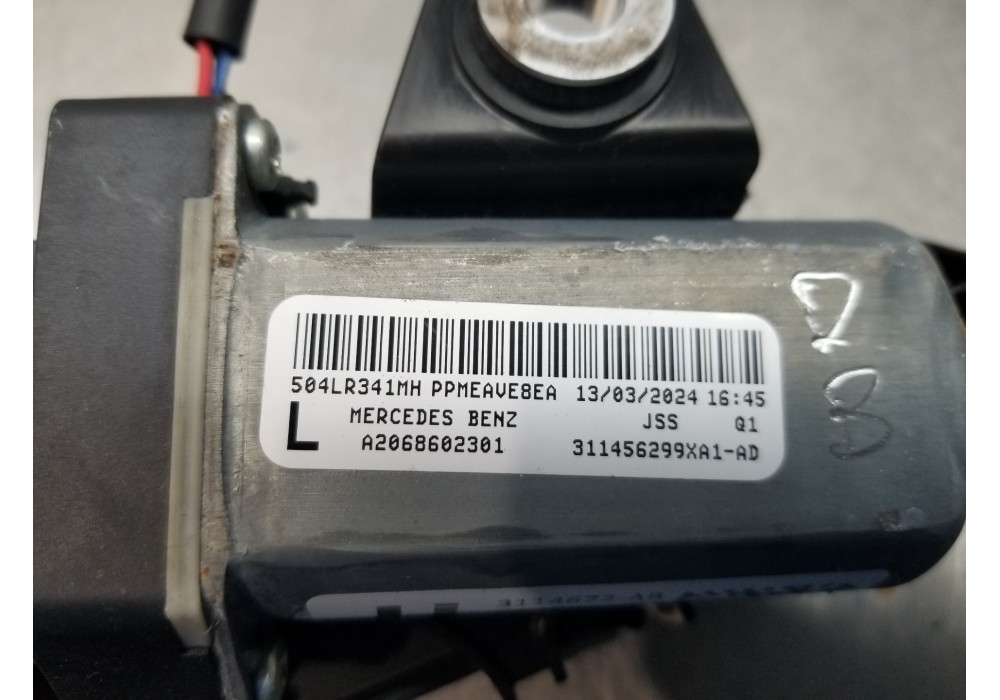 504LR341MH PPMEAVE8EA 13/03/2024 16:45
L MERCEDES BENZ JSS Q1
A2068602301 311456299XA1-AD